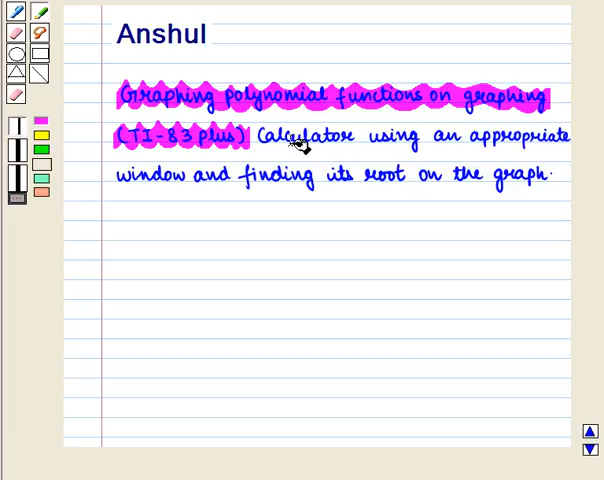 Anshul
Graphing polynomial functions on graphing
(TI-83 plus) Calculator using an appropriate
window and finding its root on the graph.